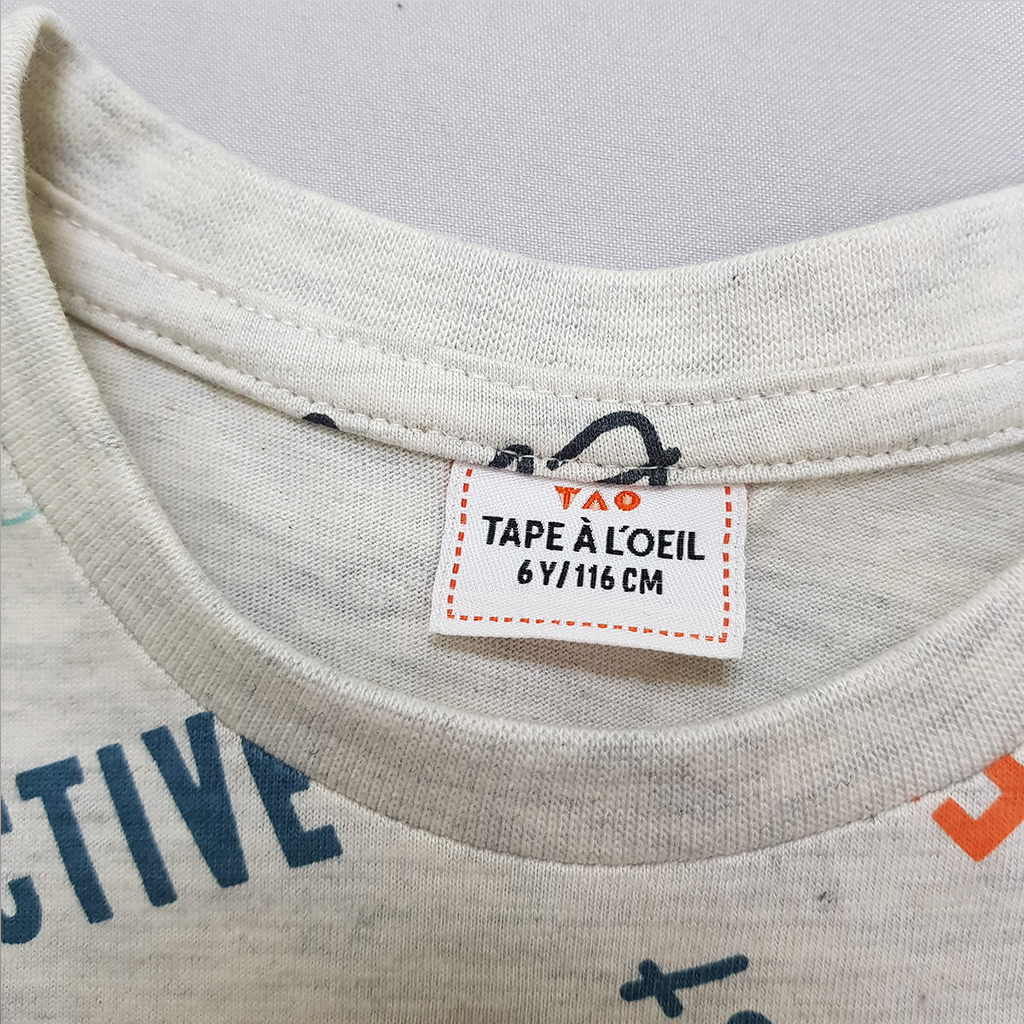 TAO
TAPE À L'OEIL
6 Y/116 CM
CTIVE
t